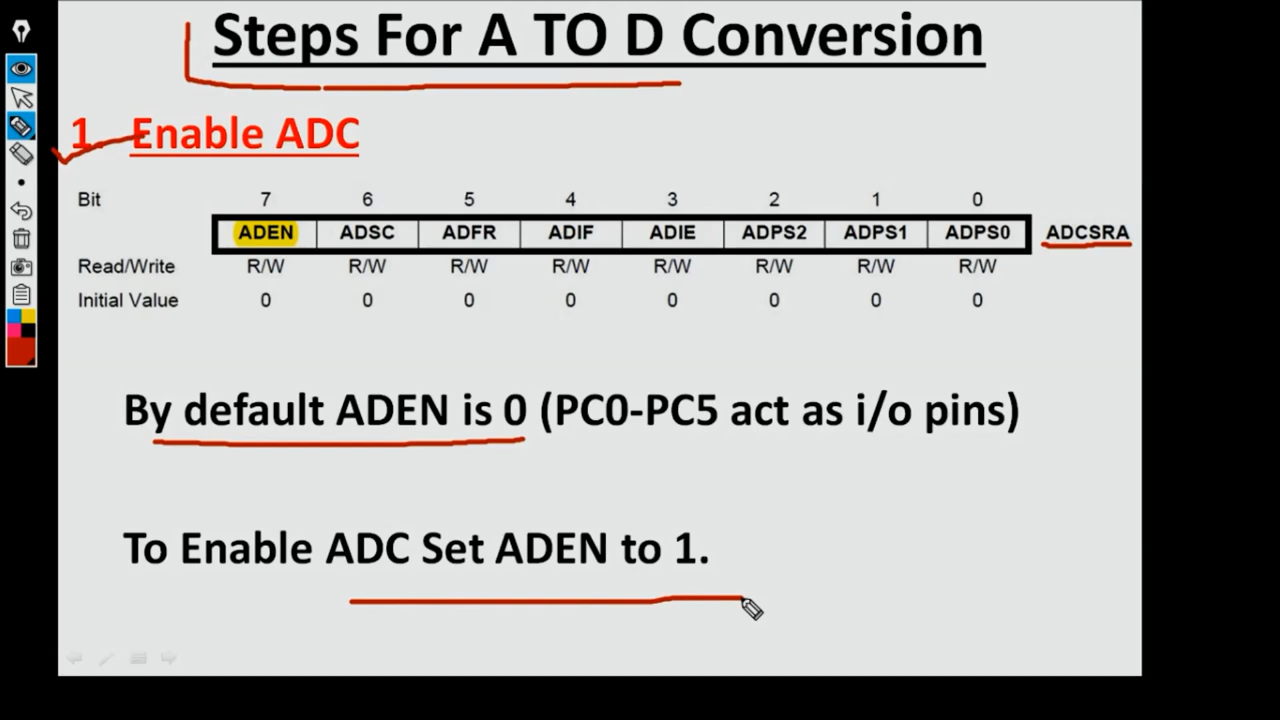 Steps For A TO D Conversion
1. Enable ADC
Bit 7 6 5 4 3 2 1 0
ADEN ADSC ADFR ADIF ADIE ADPS2 ADPS1 ADPS0 ADCSRA
Read/Write R/W R/W R/W R/W R/W R/W R/W R/W
Initial Value 0 0 0 0 0 0 0 0
By default ADEN is 0 (PC0-PC5 act as i/o pins)
To Enable ADC Set ADEN to 1.